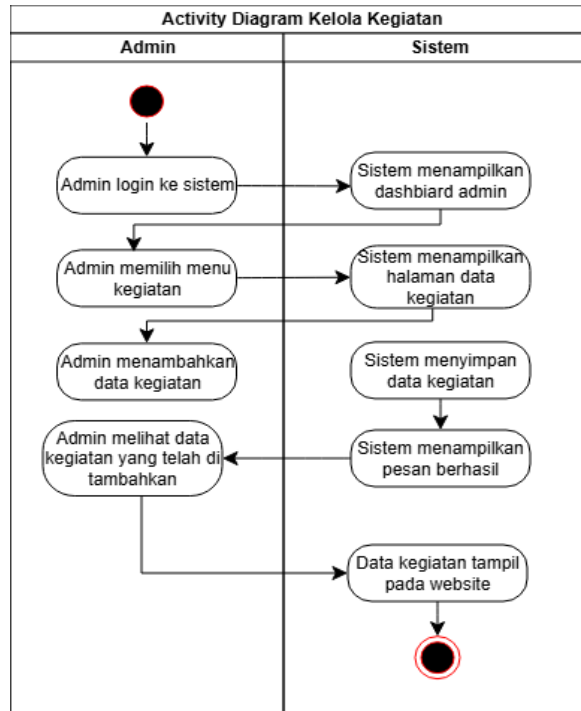 Activity Diagram Kelola Kegiatan
Admin
Sistem
Admin login ke sistem
Sistem menampilkan
dashbiard admin
Admin memilih menu
kegiatan
Sistem menampilkan
halaman data
kegiatan
Admin menambahkan
data kegiatan
Sistem menyimpan
data kegiatan
Sistem menampilkan
pesan berhasil
Admin melihat data
kegiatan yang telah di
tambahkan
Data kegiatan tampil
pada website